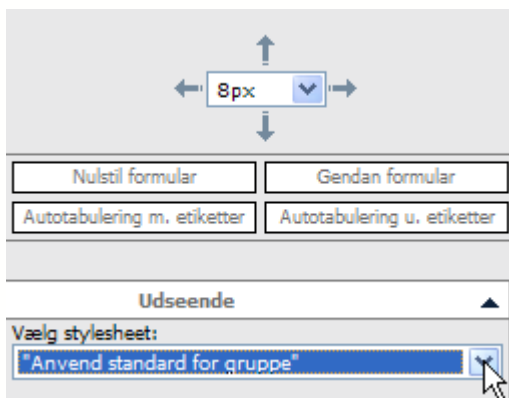 8px
Nulstil formular
Gendan formular
Autotabulering m. etiketter
Autotabulering u. etiketter
Udseende
Vælg stylesheet:
"Anvend standard for gruppe"